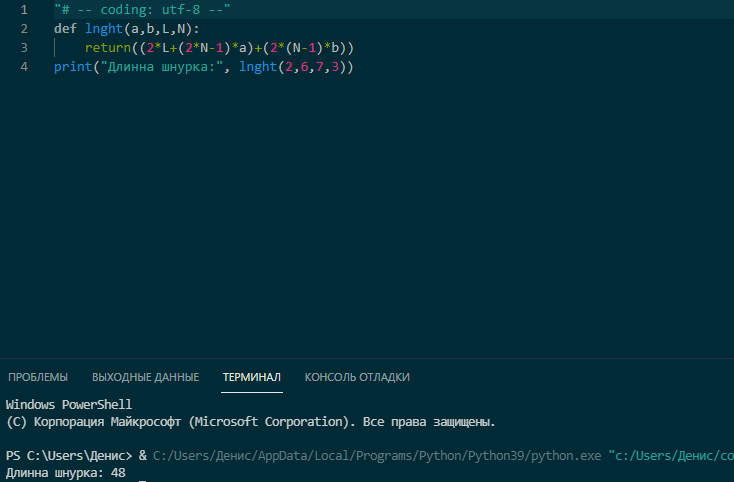 1 "# -- coding: utf-8 --"
2 def lnght(a,b,L,N):
3 return((2*L+(2*N-1)*a)+(2*(N-1)*b))
4 print("Длинна шнурка:", lnght(2,6,7,3))
ПРОБЛЕМЫ ВЫХОДНЫЕ ДАННЫЕ ТЕРМИНАЛ КОНСОЛЬ ОТЛАДКИ
Windows PowerShell
(C) Корпорация Майкрософт (Microsoft Corporation). Все права защищены.
PS C:\Users\Денис> & C:/Users/Денис/AppData/Local/Programs/Python/Python39/python.exe "c:/Users/Денис/co
Длинна шнурка: 48